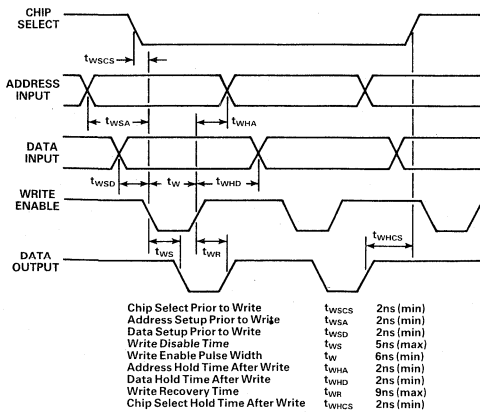 CHIP
SELECT
tWSCS
ADDRESS
INPUT
tWSA
tWHA
DATA
INPUT
tWSD
tW
tWHD
WRITE
ENABLE
tWS
tWR
tWHCS
DATA
OUTPUT
Chip Select Prior to Write tWSCS 2ns (min)
Address Setup Prior to Write tWSA 2ns (min)
Data Setup Prior to Write tWSD 2ns (min)
Write Disable Time tWS 5ns (max)
Write Enable Pulse Width tW 6ns (min)
Address Hold Time After Write tWHA 2ns (min)
Data Hold Time After Write tWHD 2ns (min)
Write Recovery Time tWR 9ns (max)
Chip Select Hold Time After Write tWHCS 2ns (min)